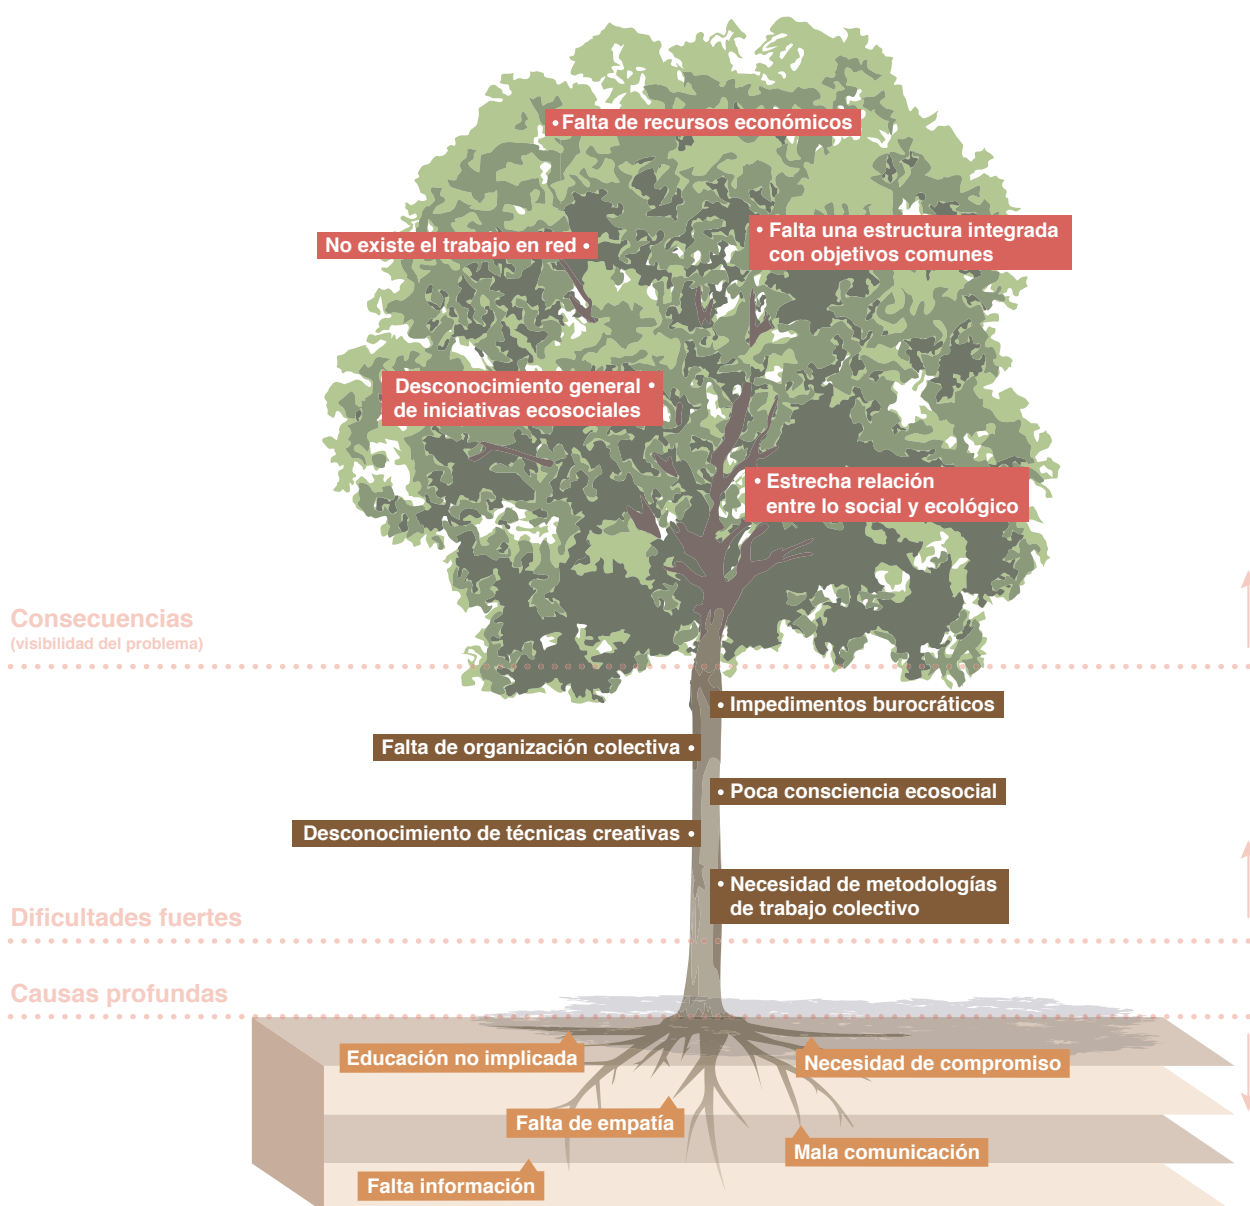 • Falta de recursos económicos
No existe el trabajo en red •
• Falta una estructura integrada
con objetivos comunes
Desconocimiento general •
de iniciativas ecosociales
• Estrecha relación
entre lo social y ecológico
Consecuencias
(visibilidad del problema)
• Impedimentos burocráticos
Falta de organización colectiva •
• Poca consciencia ecosocial
Desconocimiento de técnicas creativas •
• Necesidad de metodologías
de trabajo colectivo
Dificultades fuertes
Causas profundas
Educación no implicada
Necesidad de compromiso
Falta de empatía
Mala comunicación
Falta información